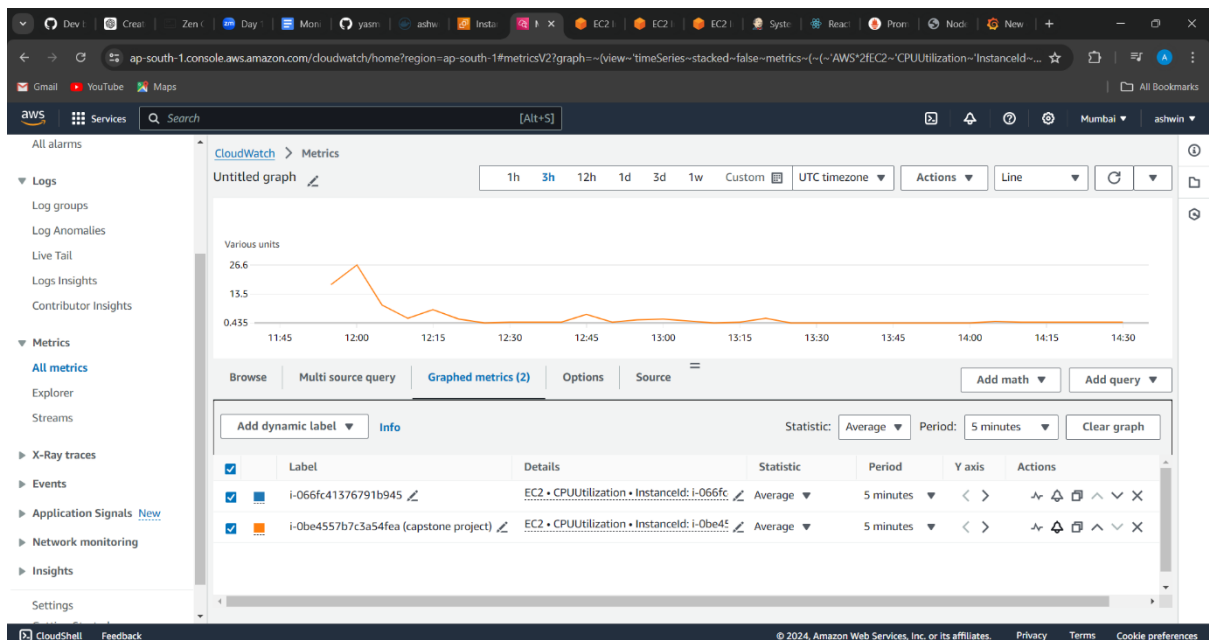 Dev I
Creat
Zen (
Day 1
Moni
yasm
ashw
Insta
EC2 I
EC2 I
EC2 I
Syste
React
Prom
Node
New
ap-south-1.console.aws.amazon.com/cloudwatch/home?region=ap-south-1#metricsV2?graph=~(view~'timeSeries~stacked~false~metrics~(~(~'AWS*2fEC2~'CPUUtilization~'InstanceId~...
A
Gmail YouTube Maps All Bookmarks
aws Services Search [Alt+S] Mumbai ashwin
All alarms
Logs
Log groups
Log Anomalies
Live Tail
Logs Insights
Contributor Insights
Metrics
All metrics
Explorer
Streams
X-Ray traces
Events
Application Signals New
Network monitoring
Insights
Settings
CloudWatch > Metrics
Untitled graph 1h 3h 12h 1d 3d 1w Custom UTC timezone Actions Line
Various units
26.6
13.5
0.435
11:45 12:00 12:15 12:30 12:45 13:00 13:15 13:30 13:45 14:00 14:15 14:30
Browse Multi source query Graphed metrics (2) Options Source Add math Add query
Add dynamic label Info Statistic: Average Period: 5 minutes Clear graph
Label Details Statistic Period Y axis Actions
i-066fc41376791b945 EC2 • CPUUtilization • InstanceId: i-066fc Average 5 minutes
i-0be4557b7c3a54fea (capstone project) EC2 • CPUUtilization • InstanceId: i-0be45 Average 5 minutes
CloudShell Feedback © 2024, Amazon Web Services, Inc. or its affiliates. Privacy Terms Cookie preferences